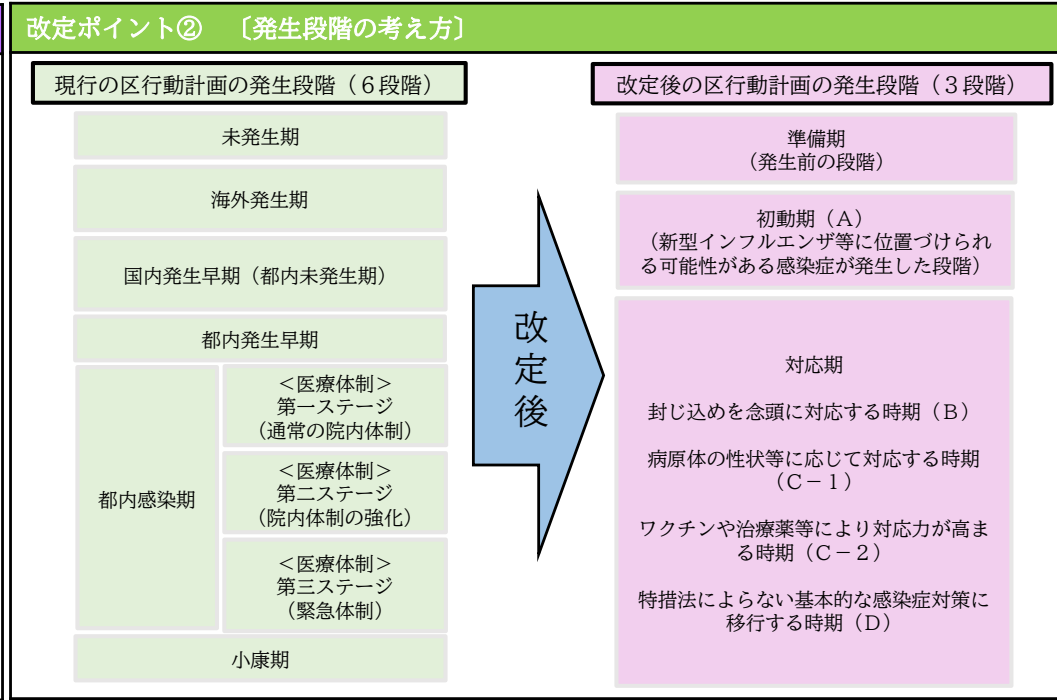 改定ポイント② 〔発生段階の考え方〕
現行の区行動計画の発生段階（６段階）
未発生期
海外発生期
国内発生早期（都内未発生期）
都内発生早期
都内感染期
＜医療体制＞
第一ステージ
（通常の院内体制）
＜医療体制＞
第二ステージ
（院内体制の強化）
＜医療体制＞
第三ステージ
（緊急体制）
小康期
改定後
改定後の区行動計画の発生段階（３段階）
準備期
（発生前の段階）
初動期（Ａ）
（新型インフルエンザ等に位置づけられ
る可能性がある感染症が発生した段階）
対応期
封じ込めを念頭に対応する時期（Ｂ）
病原体の性状等に応じて対応する時期
（Ｃ－１）
ワクチンや治療薬等により対応力が高ま
る時期（Ｃ－２）
特措法によらない基本的な感染症対策に
移行する時期（Ｄ）